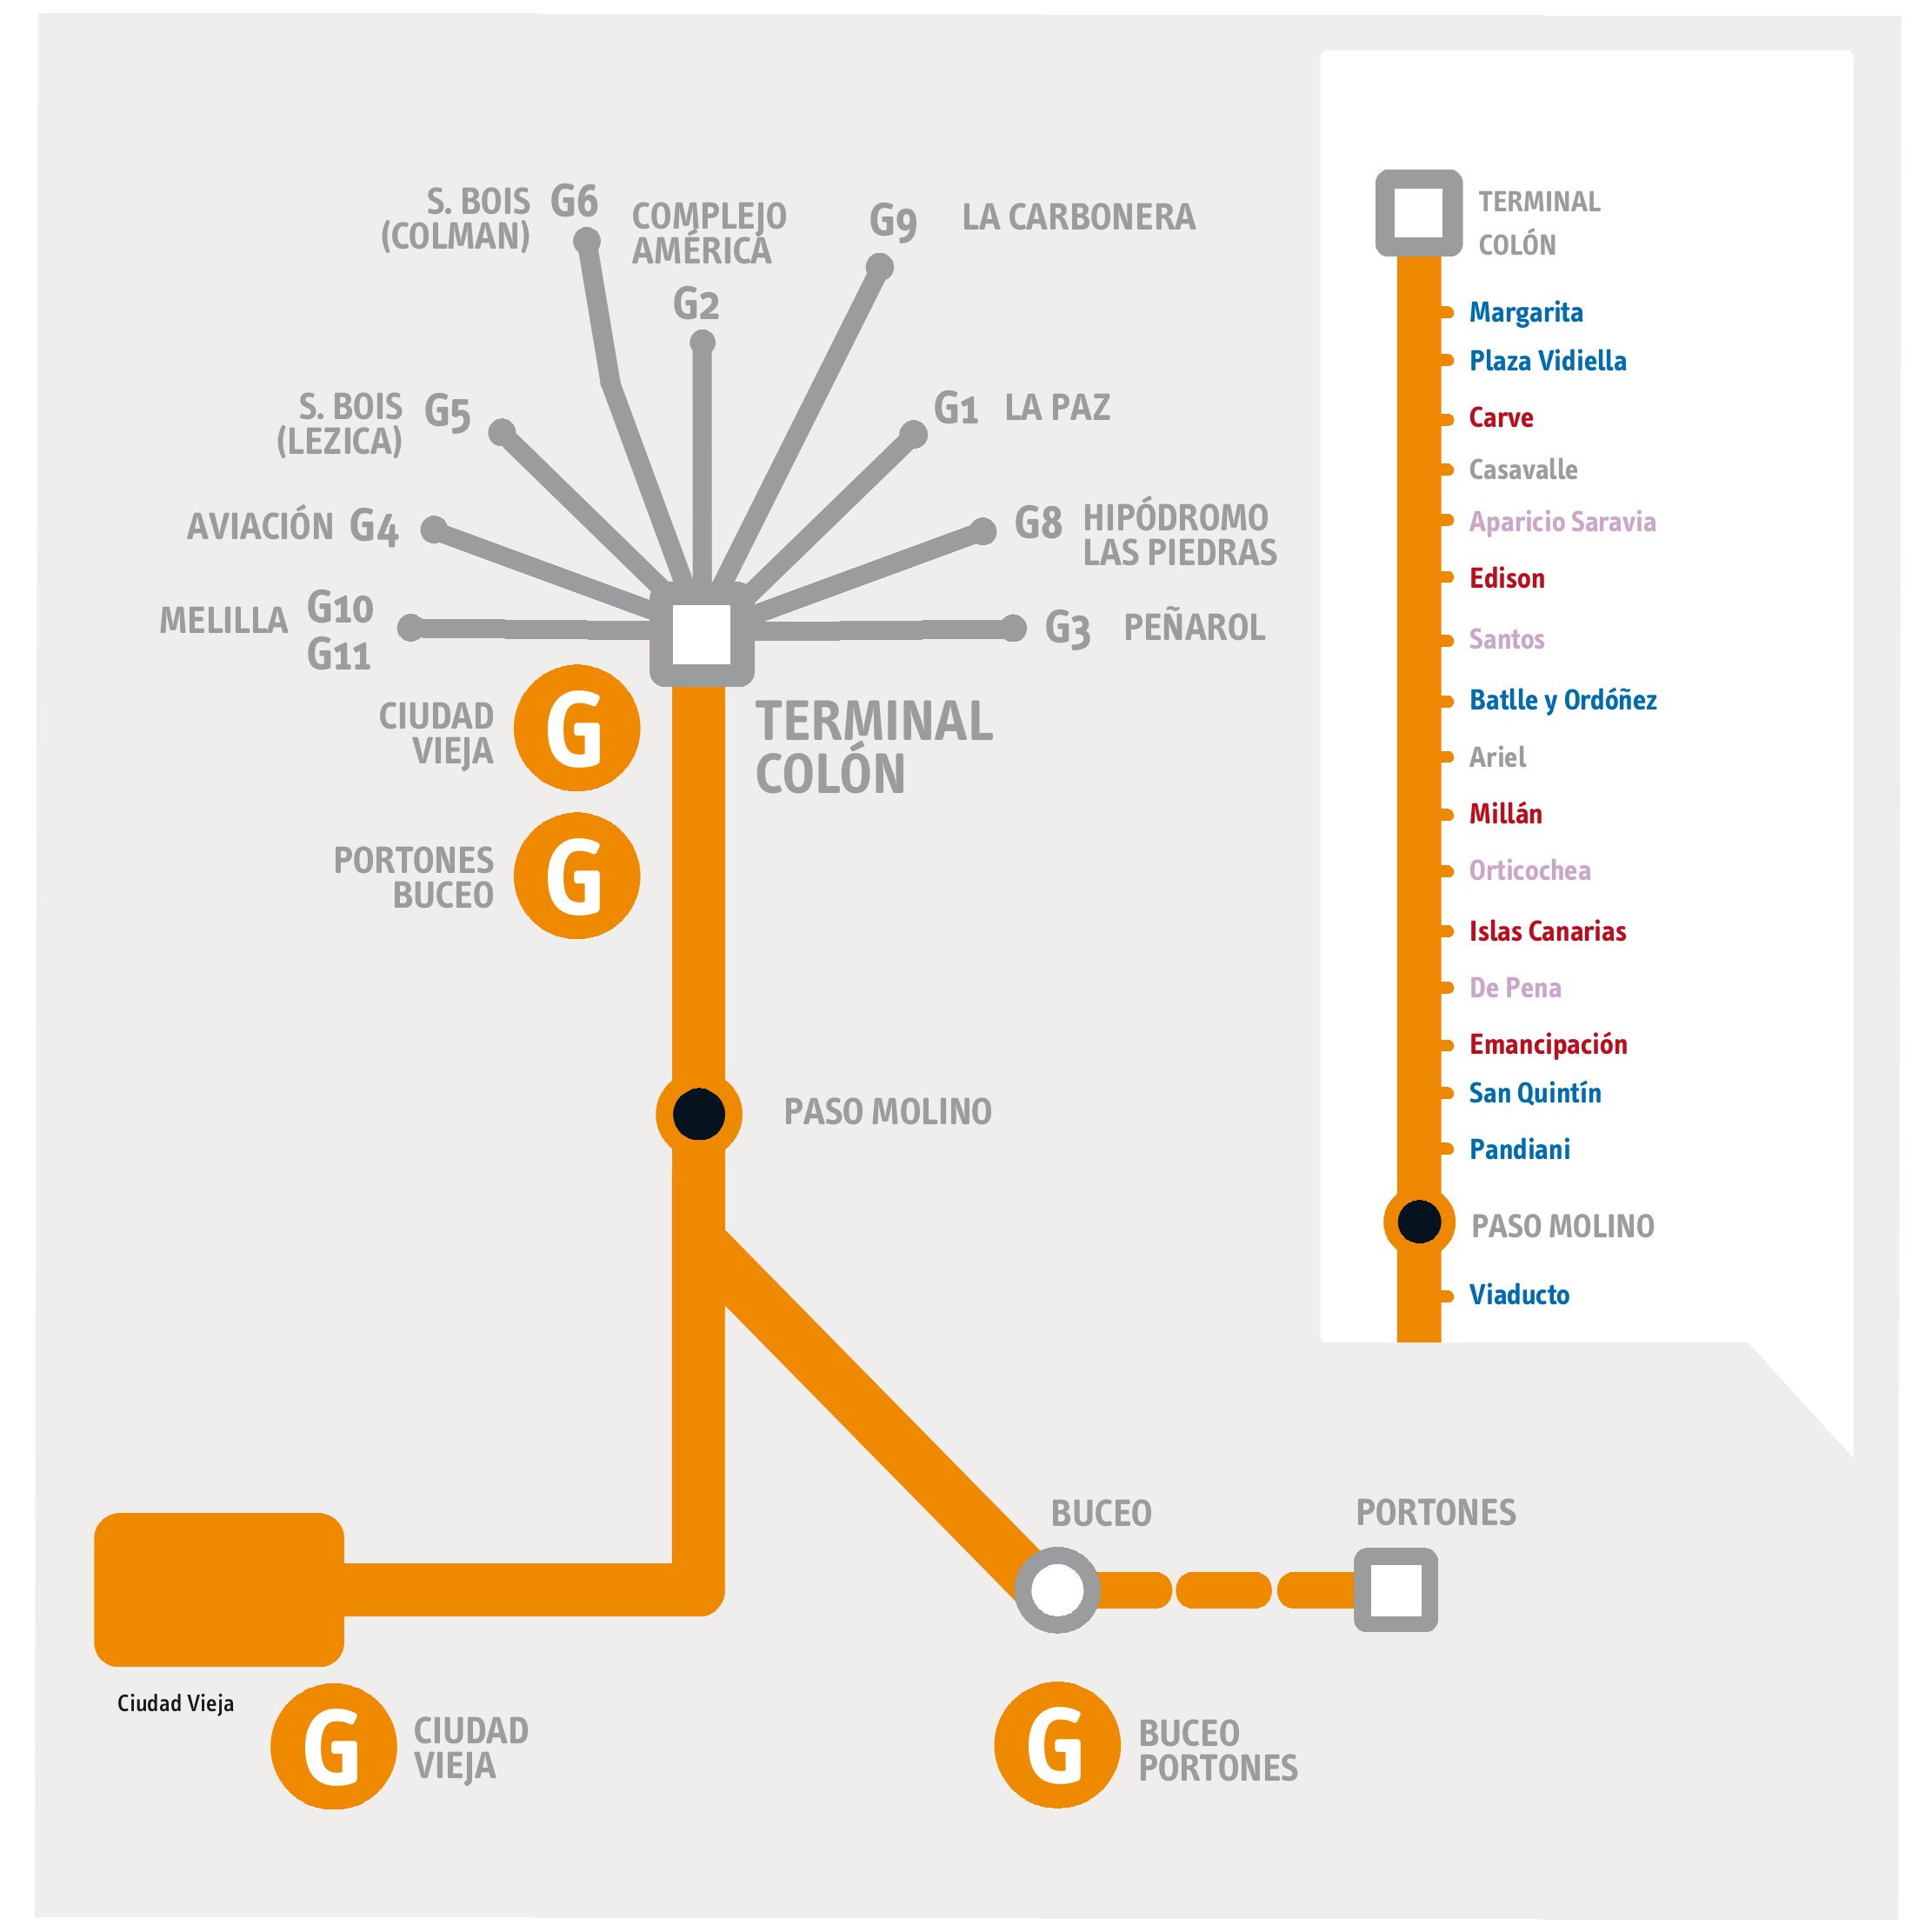 S. BOIS
(COLMAN)
G6
COMPLEJO
AMÉRICA
G2
G9
LA CARBONERA
S. BOIS
(LEZICA)
G5
G1
LA PAZ
AVIACIÓN
G4
G8
HIPÓDROMO
LAS PIEDRAS
MELILLA
G10
G11
G3
PEÑAROL
CIUDAD
VIEJA
G
TERMINAL
COLÓN
PORTONES
BUCEO
G
PASO MOLINO
BUCEO
PORTONES
Ciudad Vieja
G
CIUDAD
VIEJA
G
BUCEO
PORTONES
TERMINAL
COLÓN
Margarita
Plaza Vidiella
Carve
Casavalle
Aparicio Saravia
Edison
Santos
Batlle y Ordóñez
Ariel
Millán
Orticochea
Islas Canarias
De Pena
Emancipación
San Quintín
Pandiani
PASO MOLINO
Viaducto